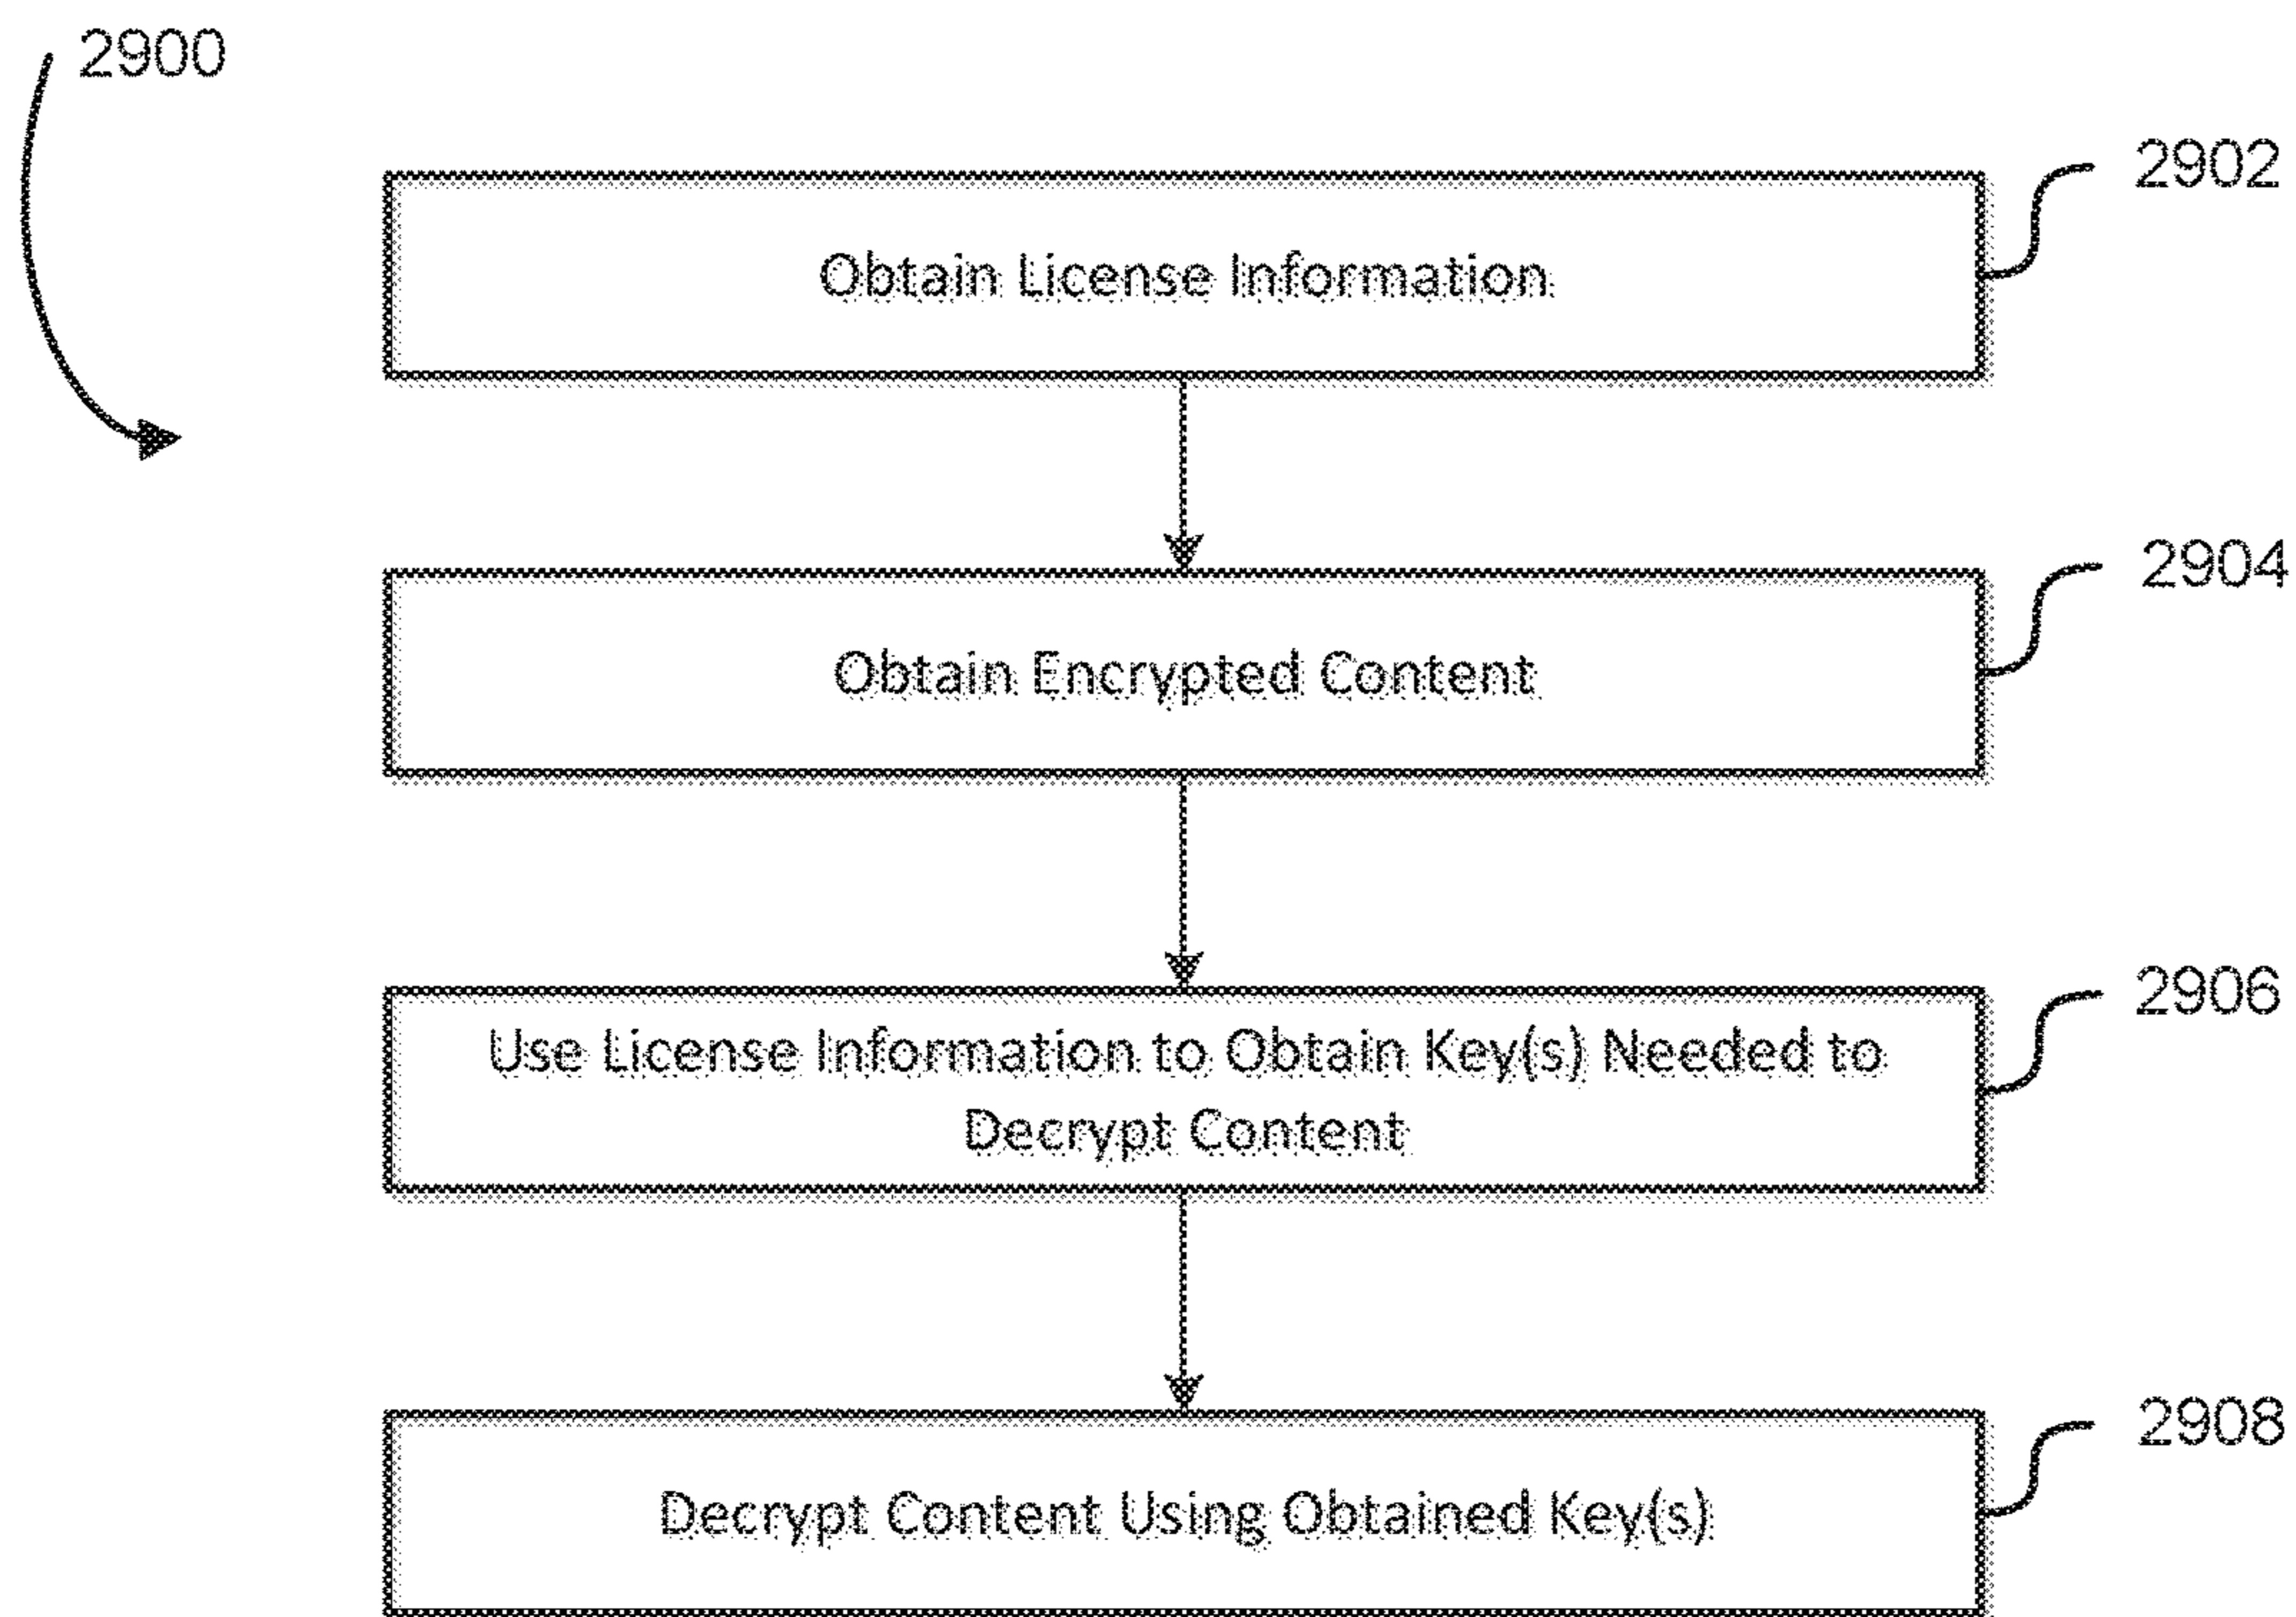 2900
2902
Obtain License Information
2904
Obtain Encrypted Content
2906
Use License Information to Obtain Key(s) Needed to
Decrypt Content
2908
Decrypt Content Using Obtained Key(s)